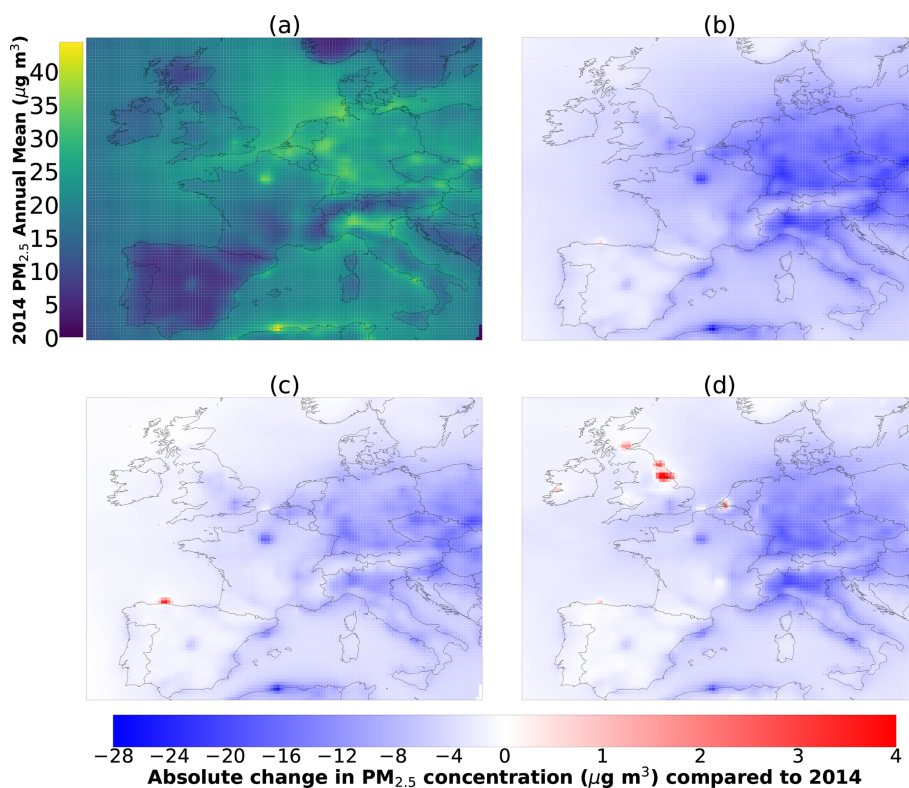 (a)
(b)
2014 PM2.5 Annual Mean (μg m3)
40
35
30
25
20
15
10
5
0
(c)
(d)
−28 −24 −20 −16 −12 −8 −4 0 1 2 3 4
Absolute change in PM2.5 concentration (μg m3) compared to 2014